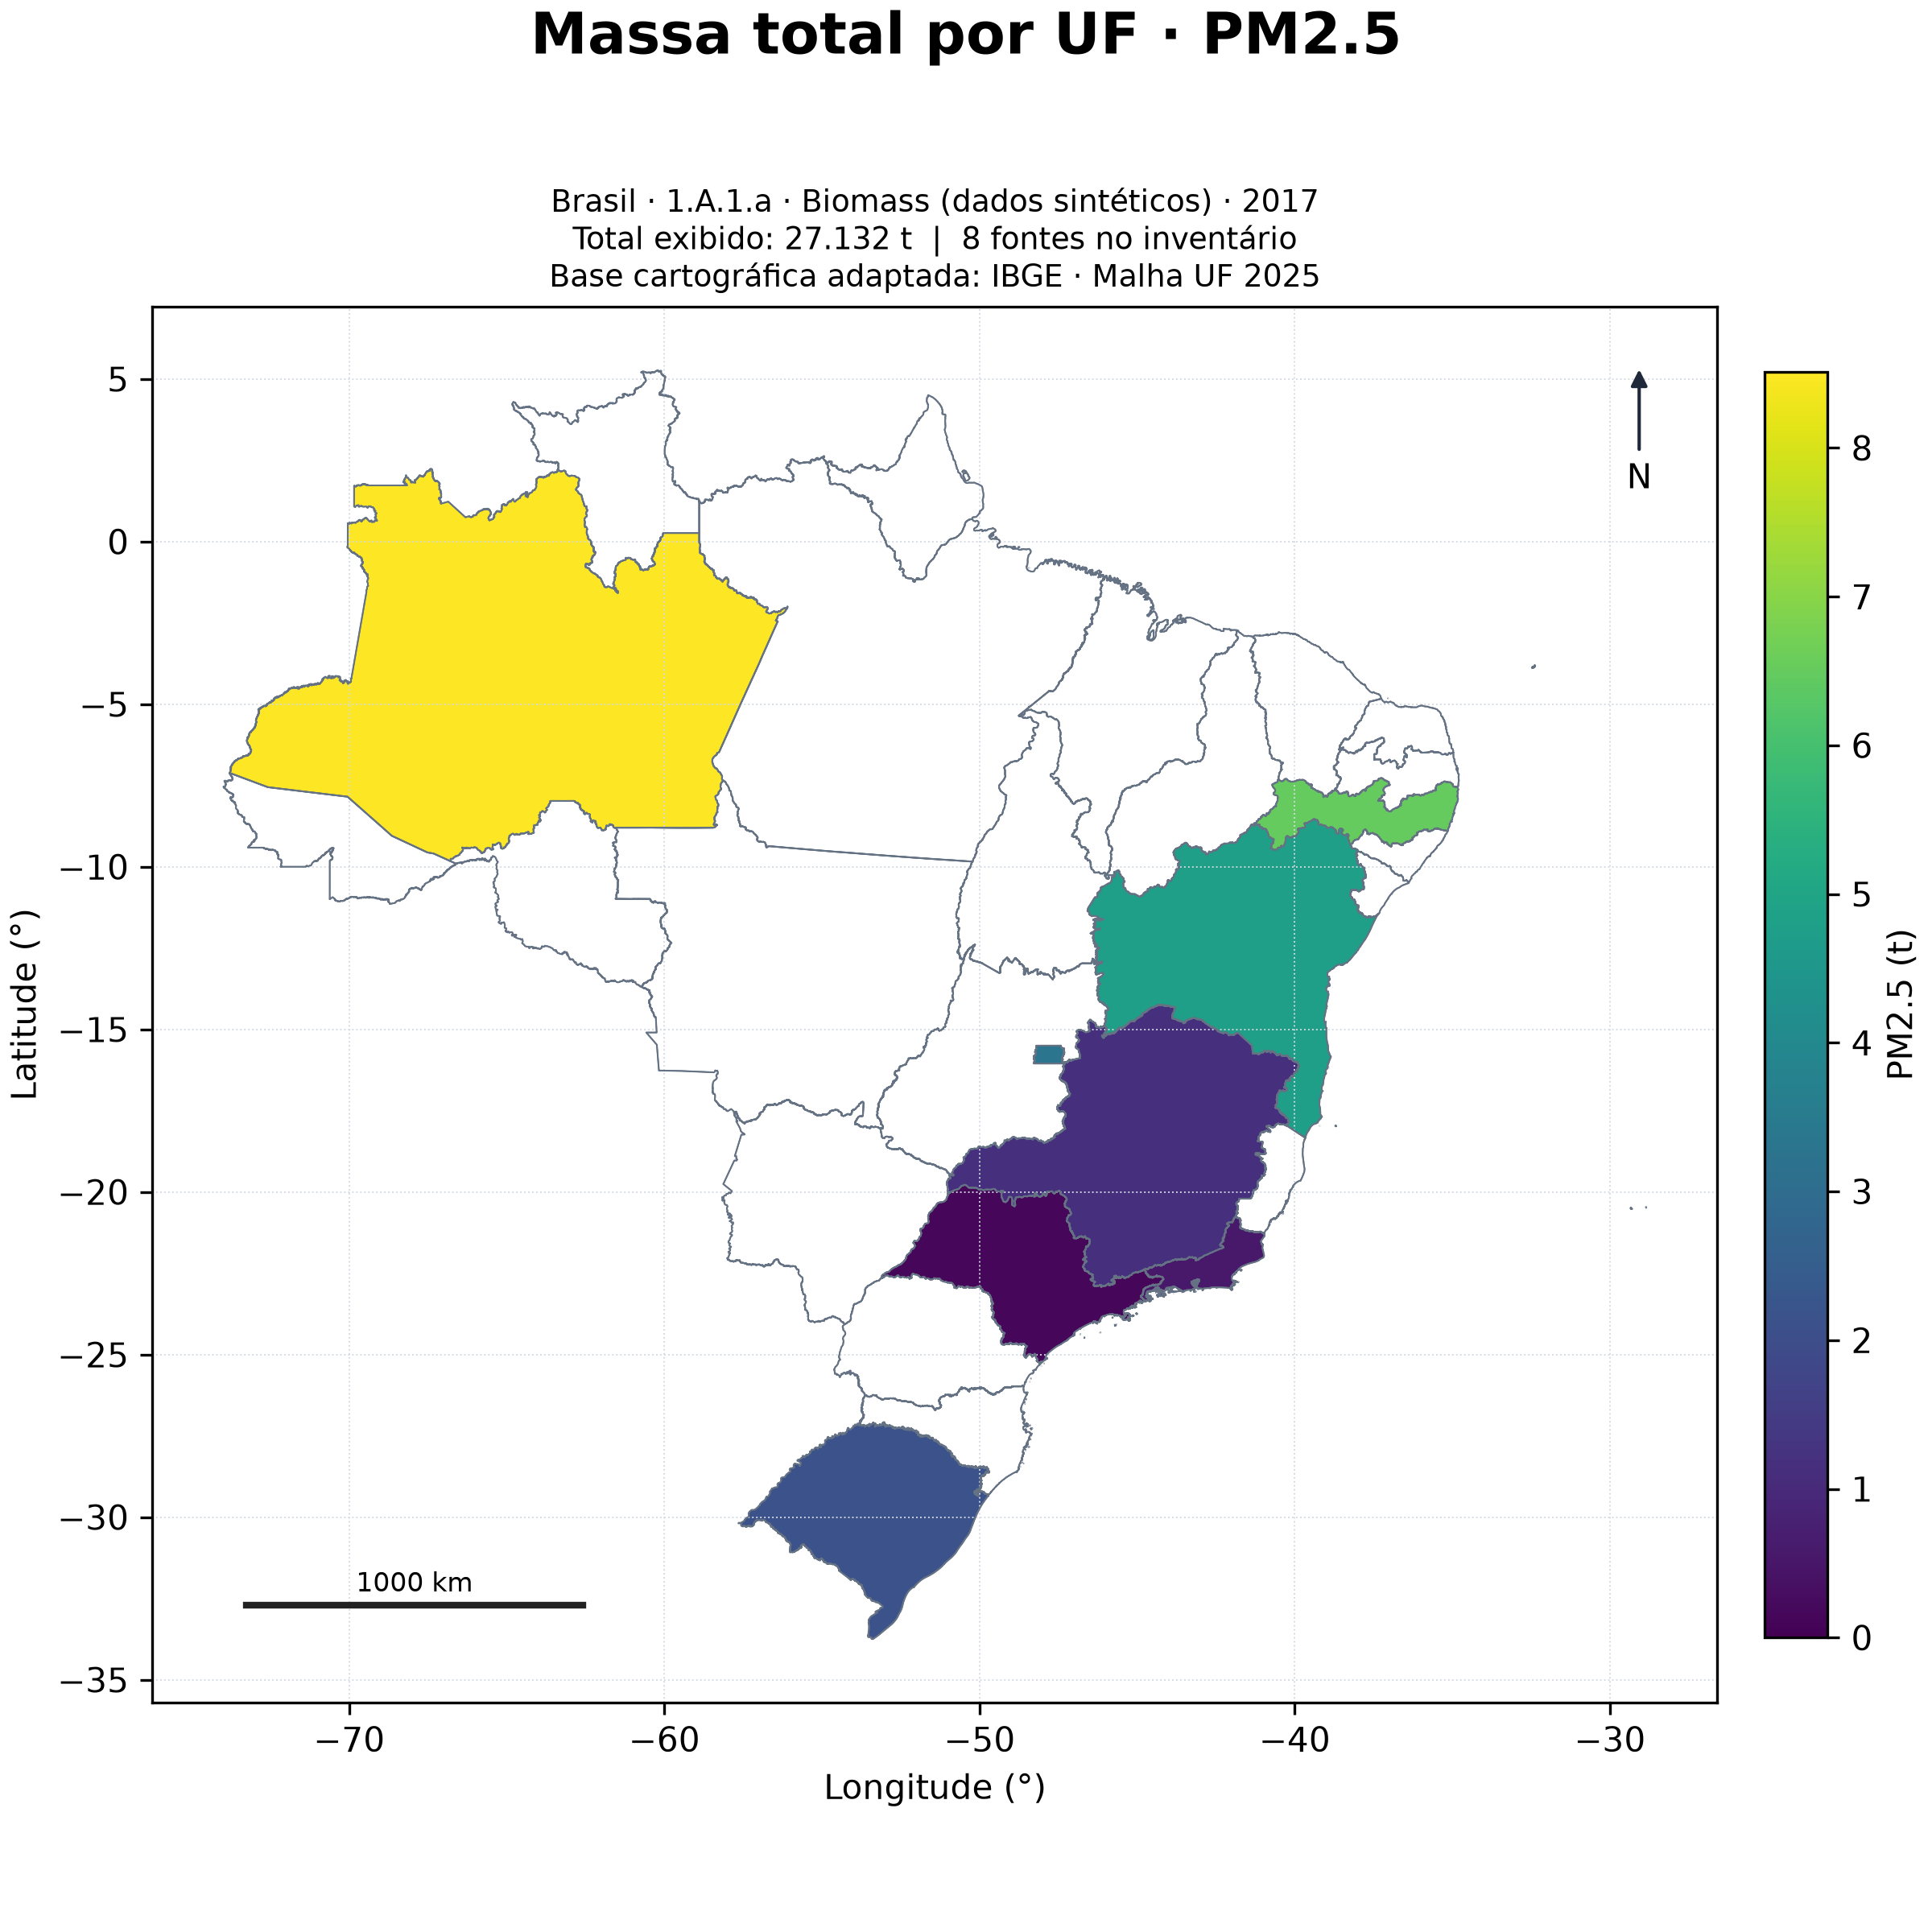 Massa total por UF · PM2.5
Brasil · 1.A.1.a · Biomass (dados sintéticos) · 2017
Total exibido: 27.132 t | 8 fontes no inventário
Base cartográfica adaptada: IBGE · Malha UF 2025
N
5
0
−5
−10
−15
−20
−25
−30
−35
Latitude (°)
1000 km
−70
−60
−50
−40
−30
Longitude (°)
8
7
6
5
4
3
2
1
0
PM2.5 (t)